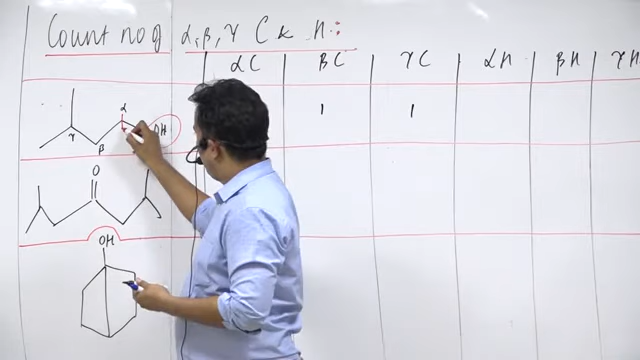 Count no of α, β, γ C & H :
αC βC γC αH βH γH
α OH 1 1
γ
β
O
OH